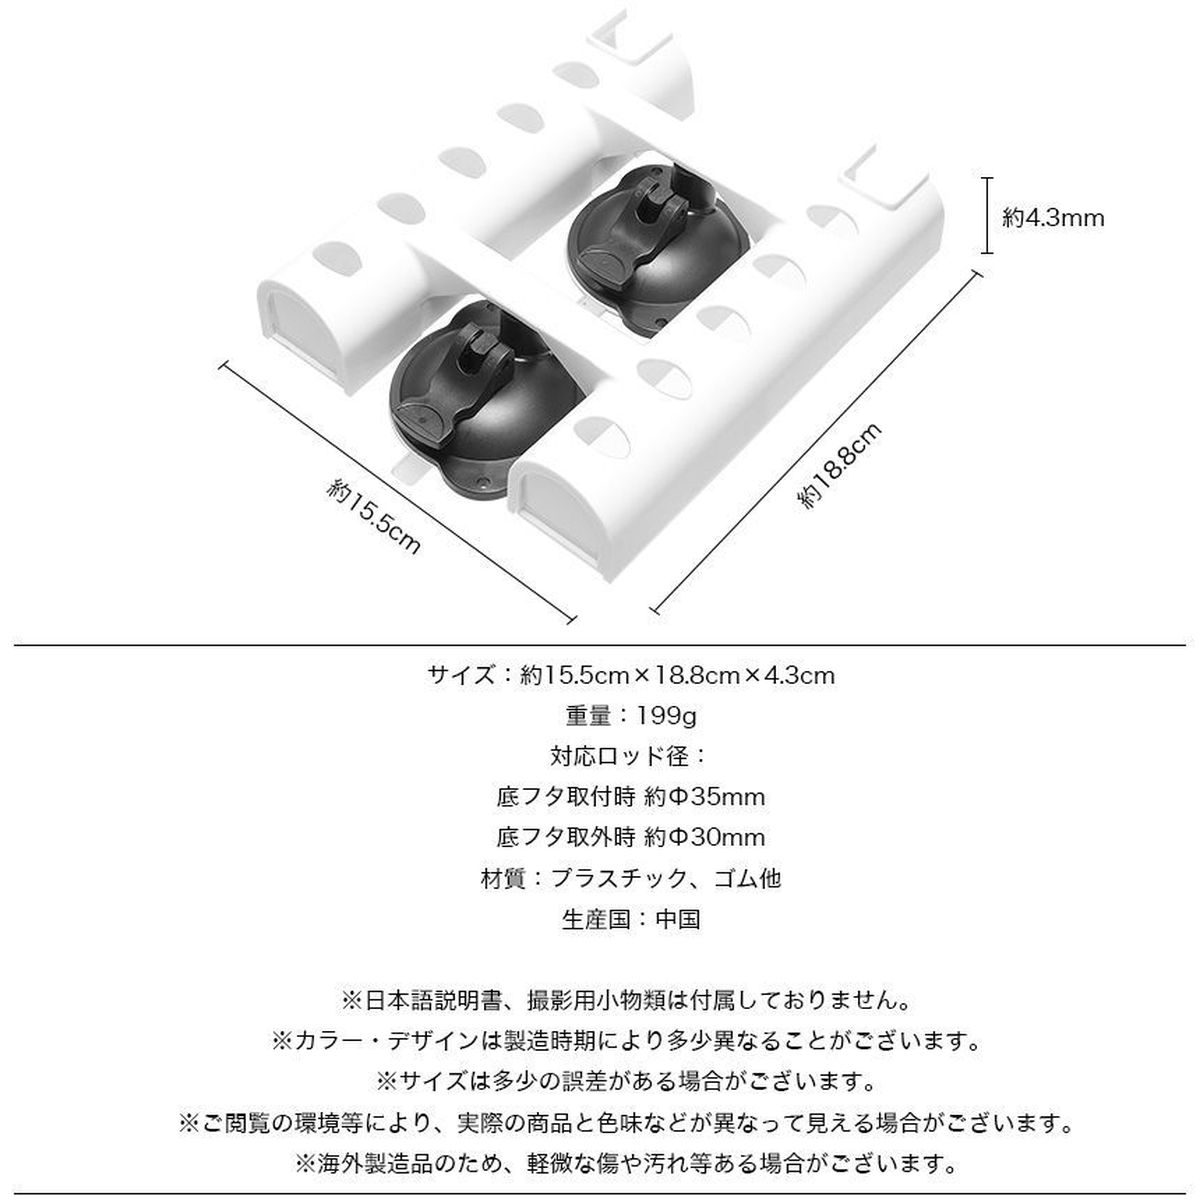 約4.3mm
約18.8cm
約15.5cm
サイズ：約15.5cm×18.8cm×4.3cm
重量：199g
対応ロッド径：
底フタ取付時 約Φ35mm
底フタ取外時 約Φ30mm
材質：プラスチック、ゴム他
生産国：中国
※日本語説明書、撮影用小物類は付属しておりません。
※カラー・デザインは製造時期により多少異なることがございます。
※サイズは多少の誤差がある場合がございます。
※ご閲覧の環境等により、実際の商品と色味などが異なって見える場合がございます。
※海外製造品のため、軽微な傷や汚れ等ある場合がございます。